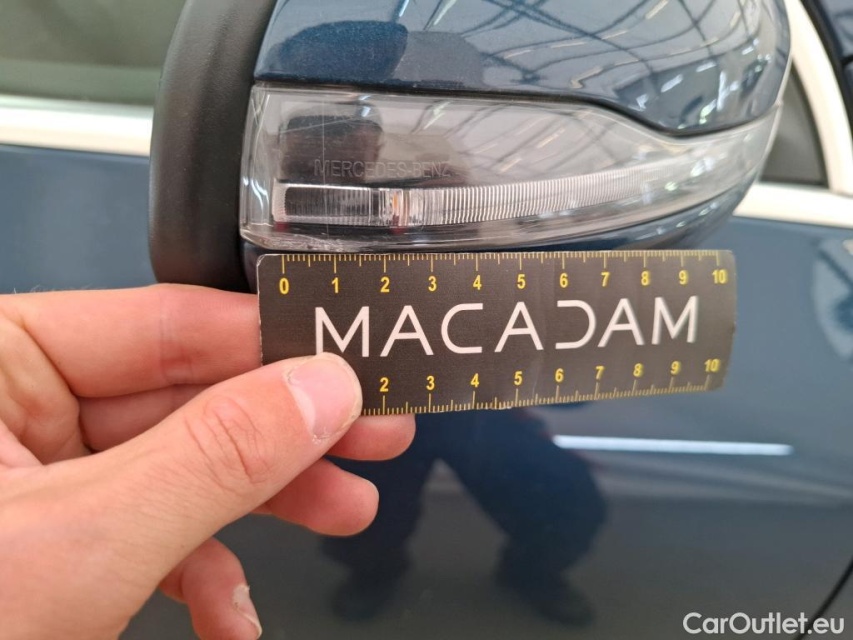 MERCEDES-BENZ
0 1 2 3 4 5 6 7 8 9 10
MACADAM
2 3 4 5 6 7 8 9 10
CarOutlet.eu